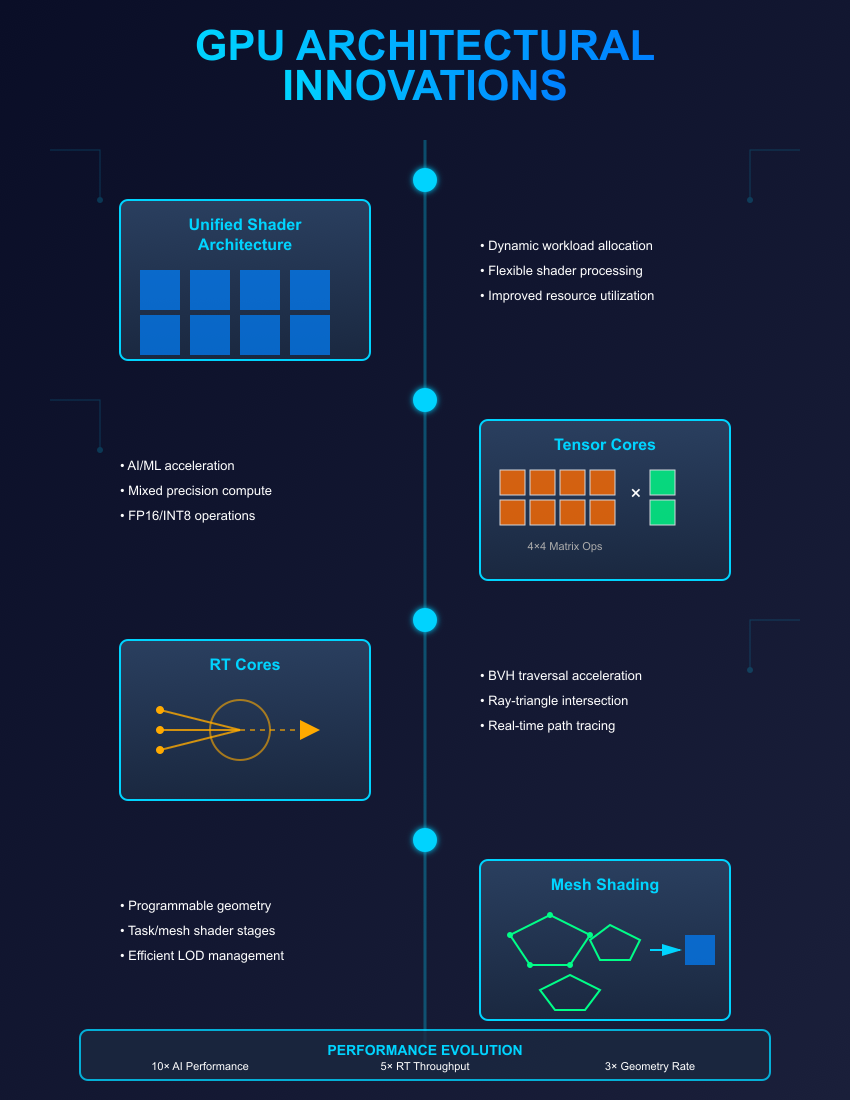 GPU ARCHITECTURAL
INNOVATIONS
Unified Shader
Architecture
• Dynamic workload allocation
• Flexible shader processing
• Improved resource utilization
• AI/ML acceleration
• Mixed precision compute
• FP16/INT8 operations
Tensor Cores
×
4×4 Matrix Ops
RT Cores
• BVH traversal acceleration
• Ray-triangle intersection
• Real-time path tracing
• Programmable geometry
• Task/mesh shader stages
• Efficient LOD management
Mesh Shading
PERFORMANCE EVOLUTION
10× AI Performance
5× RT Throughput
3× Geometry Rate